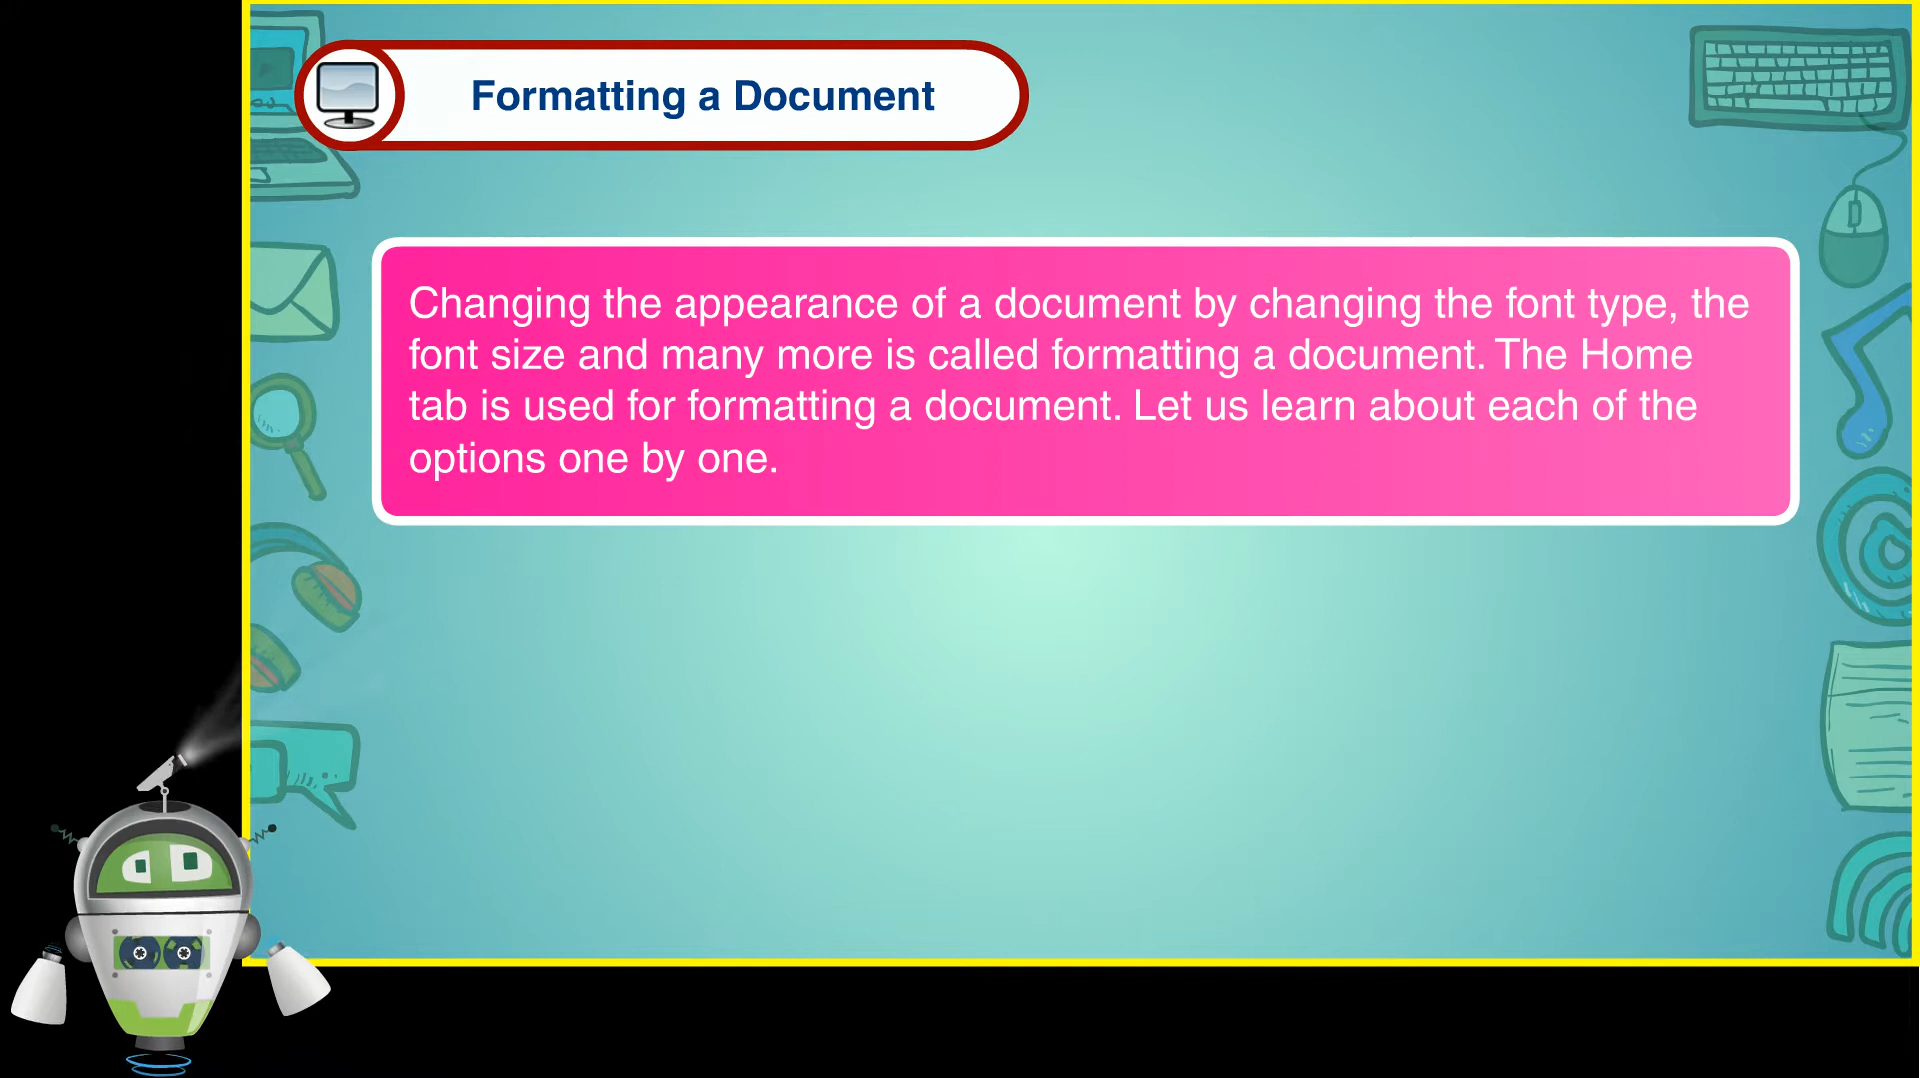 Formatting a Document
Changing the appearance of a document by changing the font type, the
font size and many more is called formatting a document. The Home
tab is used for formatting a document. Let us learn about each of the
options one by one.